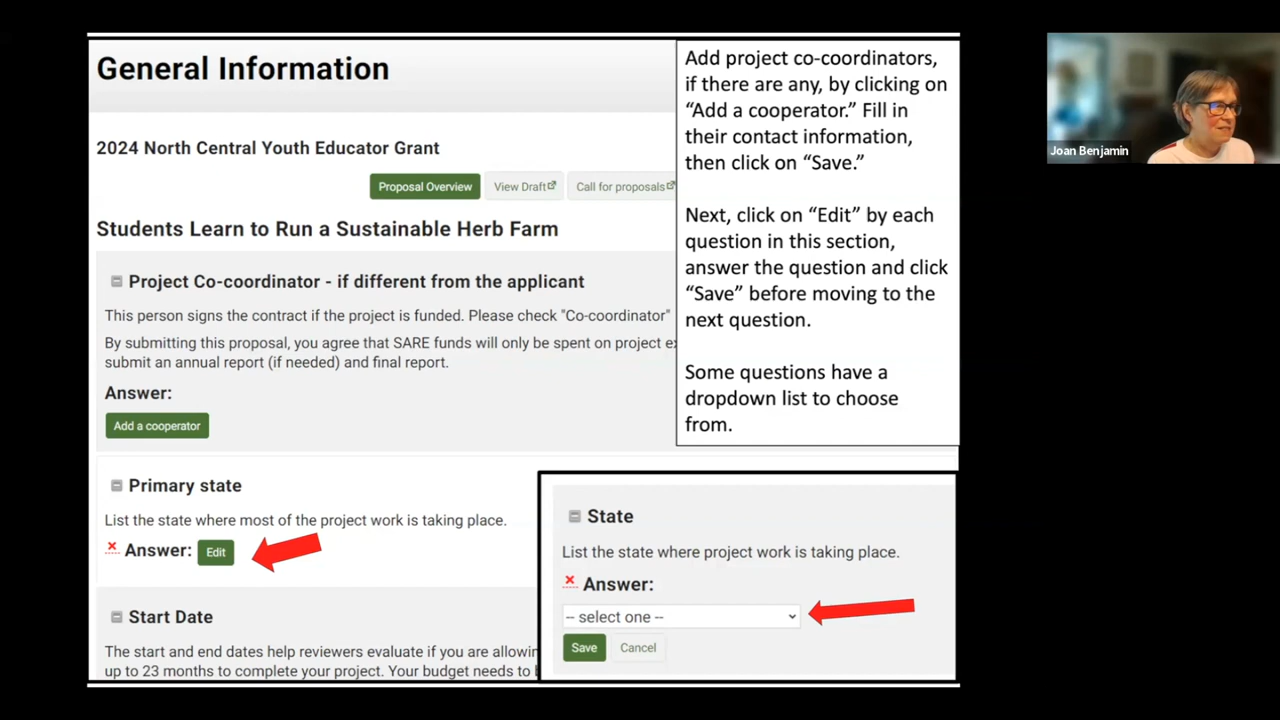 General Information
2024 North Central Youth Educator Grant
Proposal Overview
View Draft
Call for proposals
Students Learn to Run a Sustainable Herb Farm
Project Co-coordinator - if different from the applicant
This person signs the contract if the project is funded. Please check "Co-coordinator"
By submitting this proposal, you agree that SARE funds will only be spent on project
submit an annual report (if needed) and final report.
Answer:
Add a cooperator
Primary state
List the state where most of the project work is taking place.
Answer:
Edit
Start Date
The start and end dates help reviewers evaluate if you are
up to 23 months to complete your project. Your budget needs to
Add project co-coordinators,
if there are any, by clicking on
“Add a cooperator.” Fill in
their contact information,
then click on “Save.”
Next, click on “Edit” by each
question in this section,
answer the question and click
“Save” before moving to the
next question.
Some questions have a
dropdown list to choose
from.
State
List the state where project work is taking place.
Answer:
-- select one --
Save
Cancel
Joan Benjamin